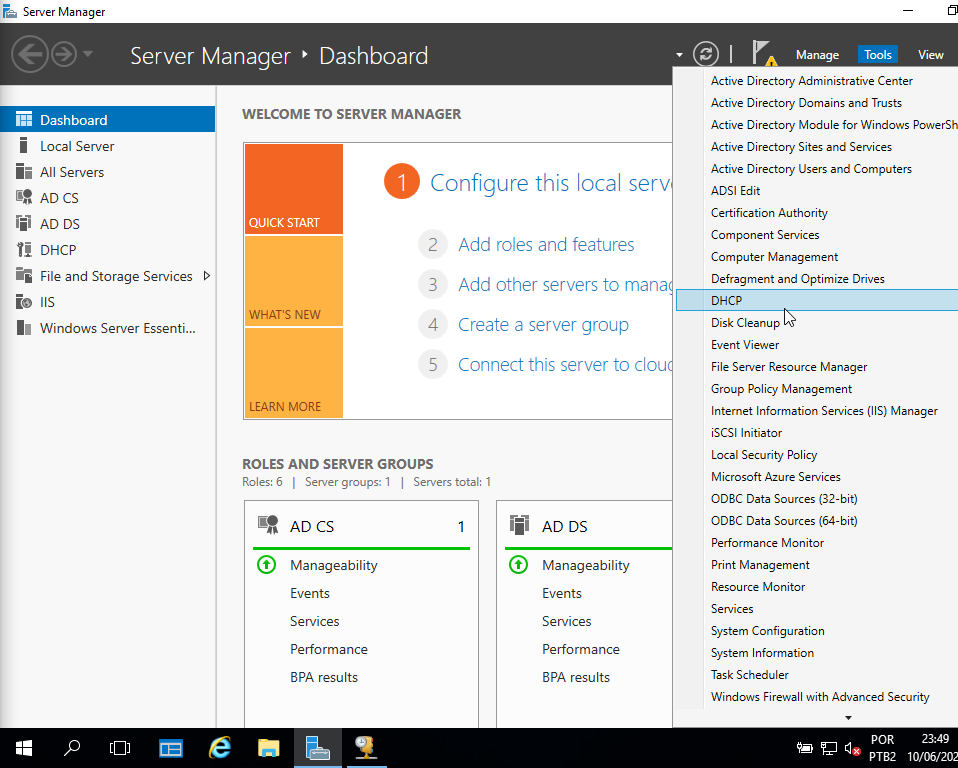 Server Manager
Server Manager ‣ Dashboard
Manage Tools View
Dashboard
Local Server
All Servers
AD CS
AD DS
DHCP
File and Storage Services
IIS
Windows Server Essenti...
WELCOME TO SERVER MANAGER
QUICK START
WHAT'S NEW
LEARN MORE
1 Configure this local serve
2 Add roles and features
3 Add other servers to manag
4 Create a server group
5 Connect this server to cloud
ROLES AND SERVER GROUPS
Roles: 6 | Server groups: 1 | Servers total: 1
AD CS 1
Manageability
Events
Services
Performance
BPA results
AD DS
Manageability
Events
Services
Performance
BPA results
Active Directory Administrative Center
Active Directory Domains and Trusts
Active Directory Module for Windows PowerSh
Active Directory Sites and Services
Active Directory Users and Computers
ADSI Edit
Certification Authority
Component Services
Computer Management
Defragment and Optimize Drives
DHCP
Disk Cleanup
Event Viewer
File Server Resource Manager
Group Policy Management
Internet Information Services (IIS) Manager
iSCSI Initiator
Local Security Policy
Microsoft Azure Services
ODBC Data Sources (32-bit)
ODBC Data Sources (64-bit)
Performance Monitor
Print Management
Resource Monitor
Services
System Configuration
System Information
Task Scheduler
Windows Firewall with Advanced Security
POR
PTB2
23:49
10/06/202